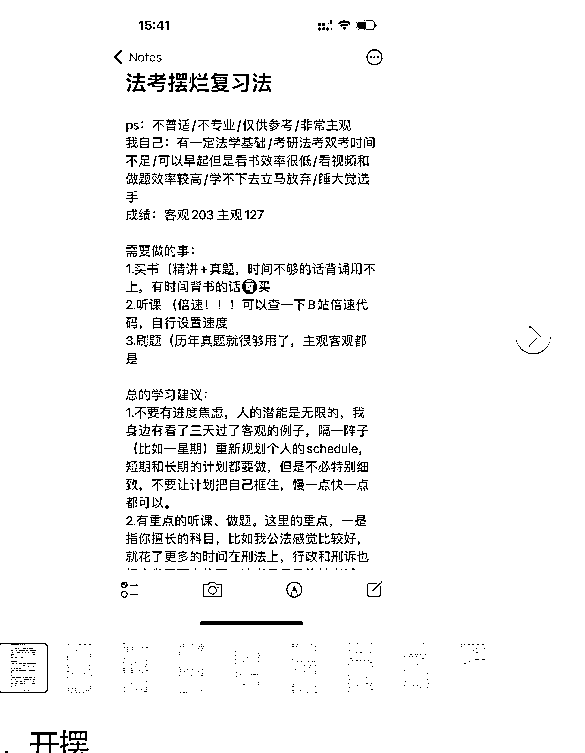 15:41
Notes
法考摆烂复习法
ps：不普适/不专业/仅供参考/非常主观
我自己：有一定法学基础/考研法考双考时间
不足/可以早起但是看书效率很低/看视频和
做题效率较高/学不下去立马放弃/睡大觉选
手
成绩：客观203 主观127
需要做的事：
1.买书（精讲+真题，时间不够的话背诵用不
上，有时间背书的话可买
2.听课 （倍速！！！可以查一下B站倍速代
码，自行设置速度
3.刷题（历年真题就很够用了，主观客观都
是
总的学习建议：
1.不要有进度焦虑，人的潜能是无限的，我
身边有看了三天过了客观的例子，隔一阵子
（比如一星期）重新规划个人的schedule，
短期和长期的计划都要做，但是不必特别细
致，不要让计划把自己框住，慢一点快一点
都可以。
2.有重点的听课、做题。这里的重点，一是
指你擅长的科目，比如我公法感觉比较好，
就花了更多的时间在刑法上，行政和刑诉也
开摆